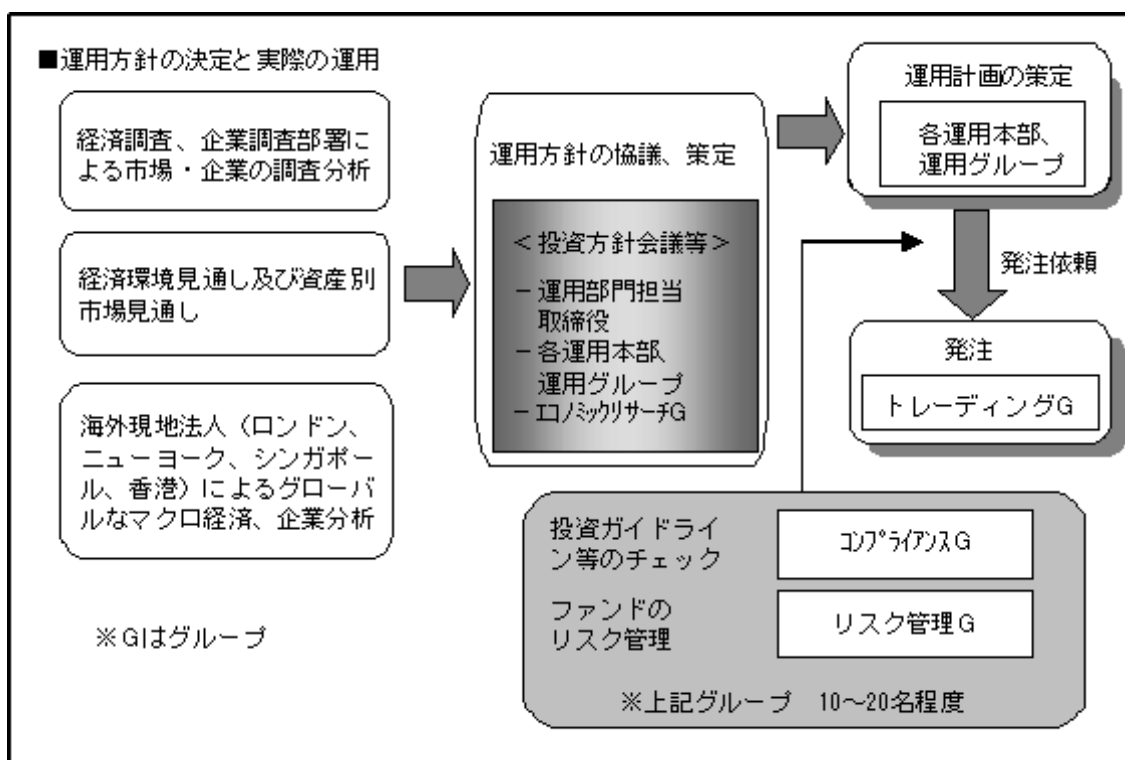 ■運用方針の決定と実際の運用
経済調査、企業調査部署に
よる市場・企業の調査分析
経済環境見通し及び資産別
市場見通し
海外現地法人（ロンドン、
ニューヨーク、シンガポー
ル、香港）によるグローバ
ルなマクロ経済、企業分析
※Gはグループ
運用方針の協議、策定
＜投資方針会議等＞
－運用部門担当
取締役
－各運用本部、
運用グループ
－ｴｺﾉﾐｯｸﾘｻｰﾁG
運用計画の策定
各運用本部、
運用グループ
発注依頼
発注
トレーディングG
投資ガイドライ
ン等のチェック
ｺﾝﾌﾟﾗｲｱﾝｽG
ファンドの
リスク管理
リスク管理G
※上記グループ　10～20名程度